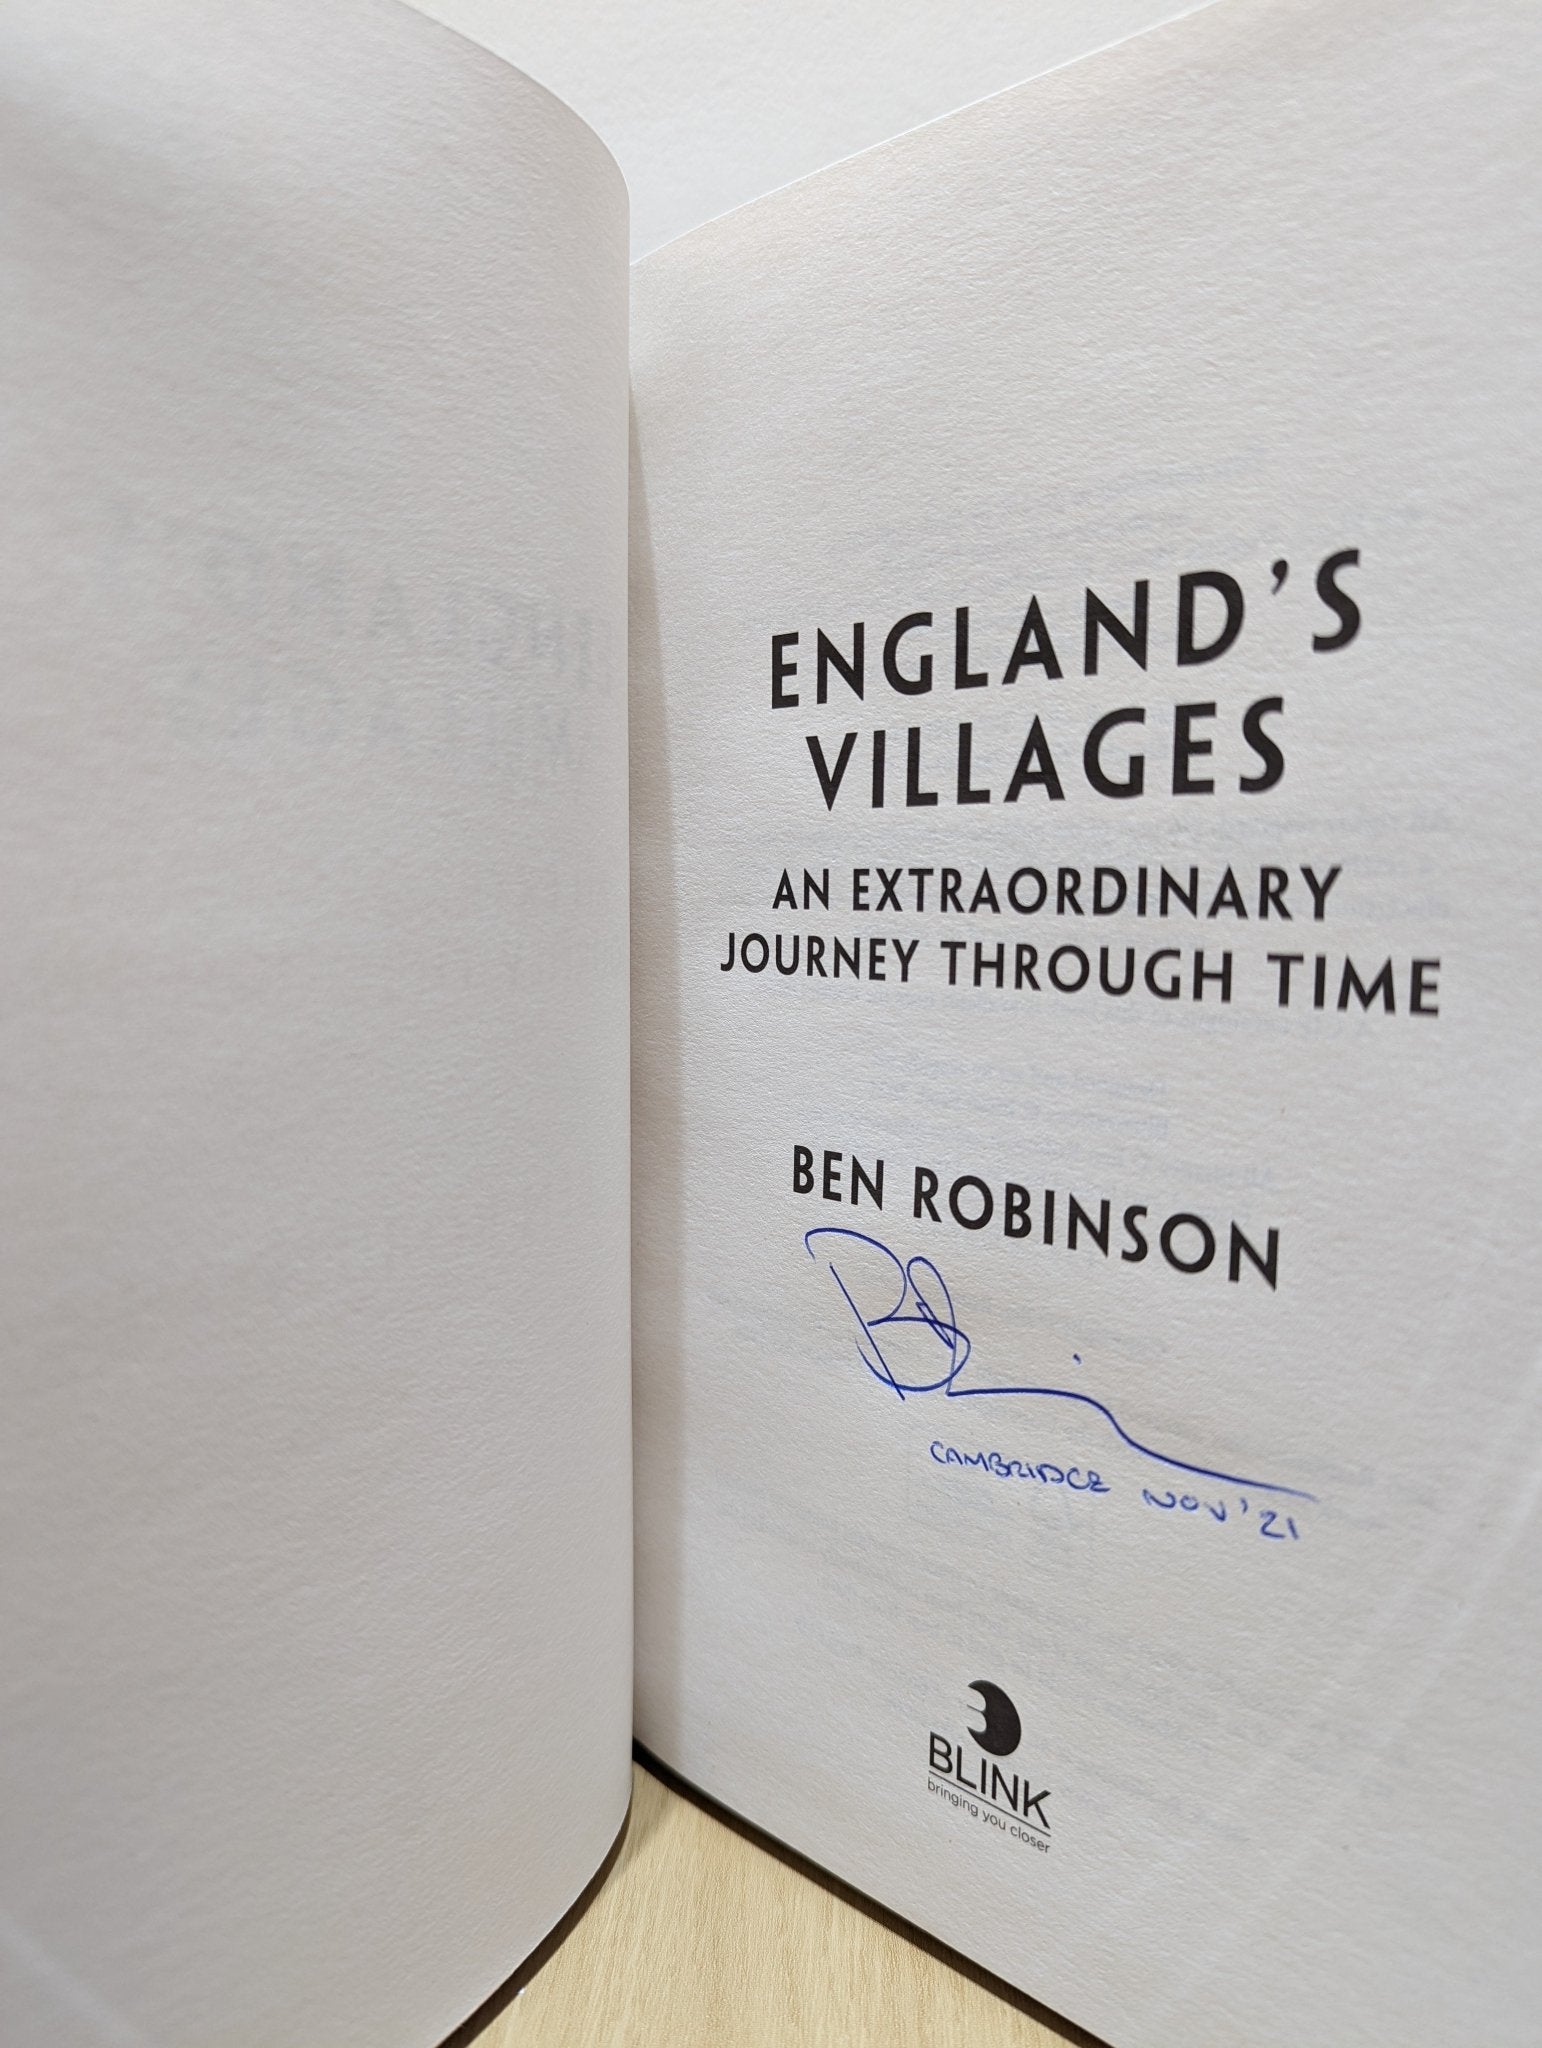 ENGLAND'S
VILLAGES
AN EXTRAORDINARY
JOURNEY THROUGH TIME
BEN ROBINSON
CAMBRIDGE NOV '21
BLINK
bringing you closer